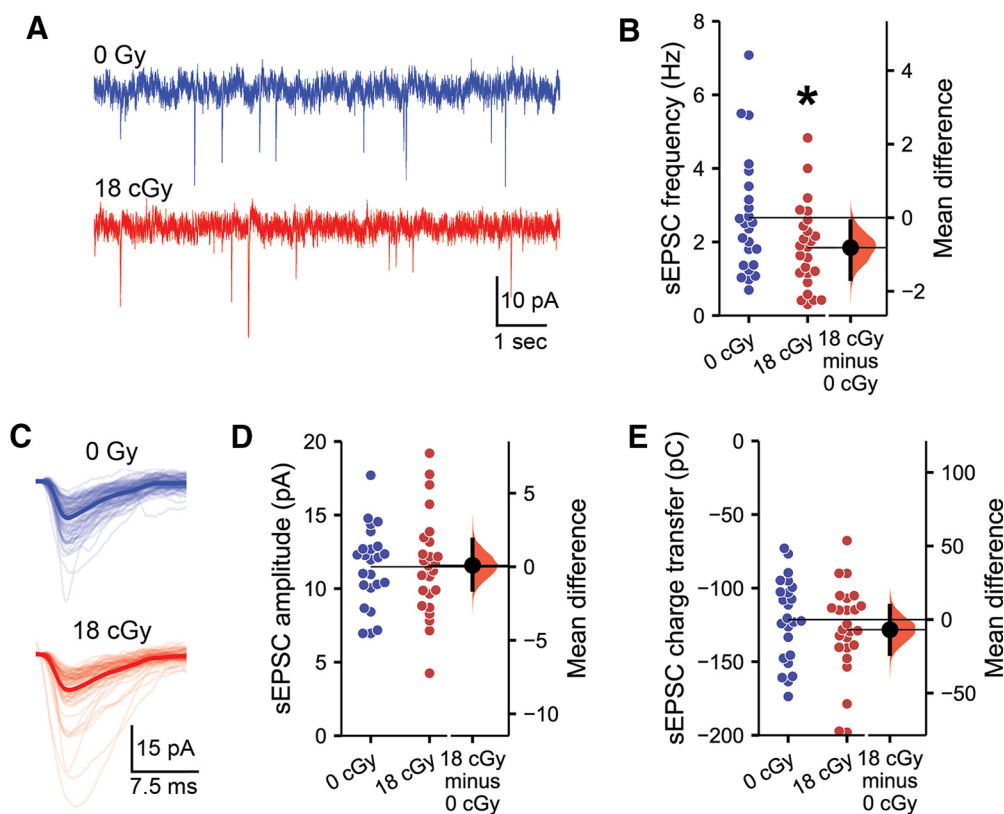 A
0 Gy
18 cGy
10 pA
1 sec
B
sEPSC frequency (Hz)
8
6
4
2
0
*
4
2
0
−2
Mean difference
0 cGy
18 cGy
18 cGy
minus
0 cGy
C
0 Gy
18 cGy
15 pA
7.5 ms
D
sEPSC amplitude (pA)
20
15
10
5
0
5
0
−5
−10
Mean difference
0 cGy
18 cGy
18 cGy
minus
0 cGy
E
sEPSC charge transfer (pC)
0
−50
−100
−150
−200
100
50
0
−50
Mean difference
0 cGy
18 cGy
18 cGy
minus
0 cGy